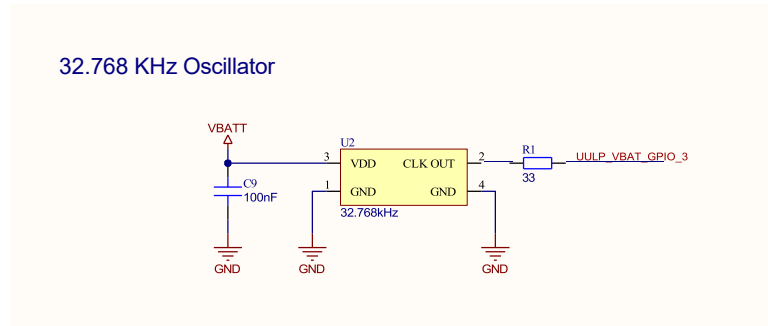 32.768 KHz Oscillator
VBATT
U2
3 VDD CLK OUT 2
R1
UULP_VBAT_GPIO_3
33
C9
100nF
1 GND GND 4
32.768kHz
GND GND GND